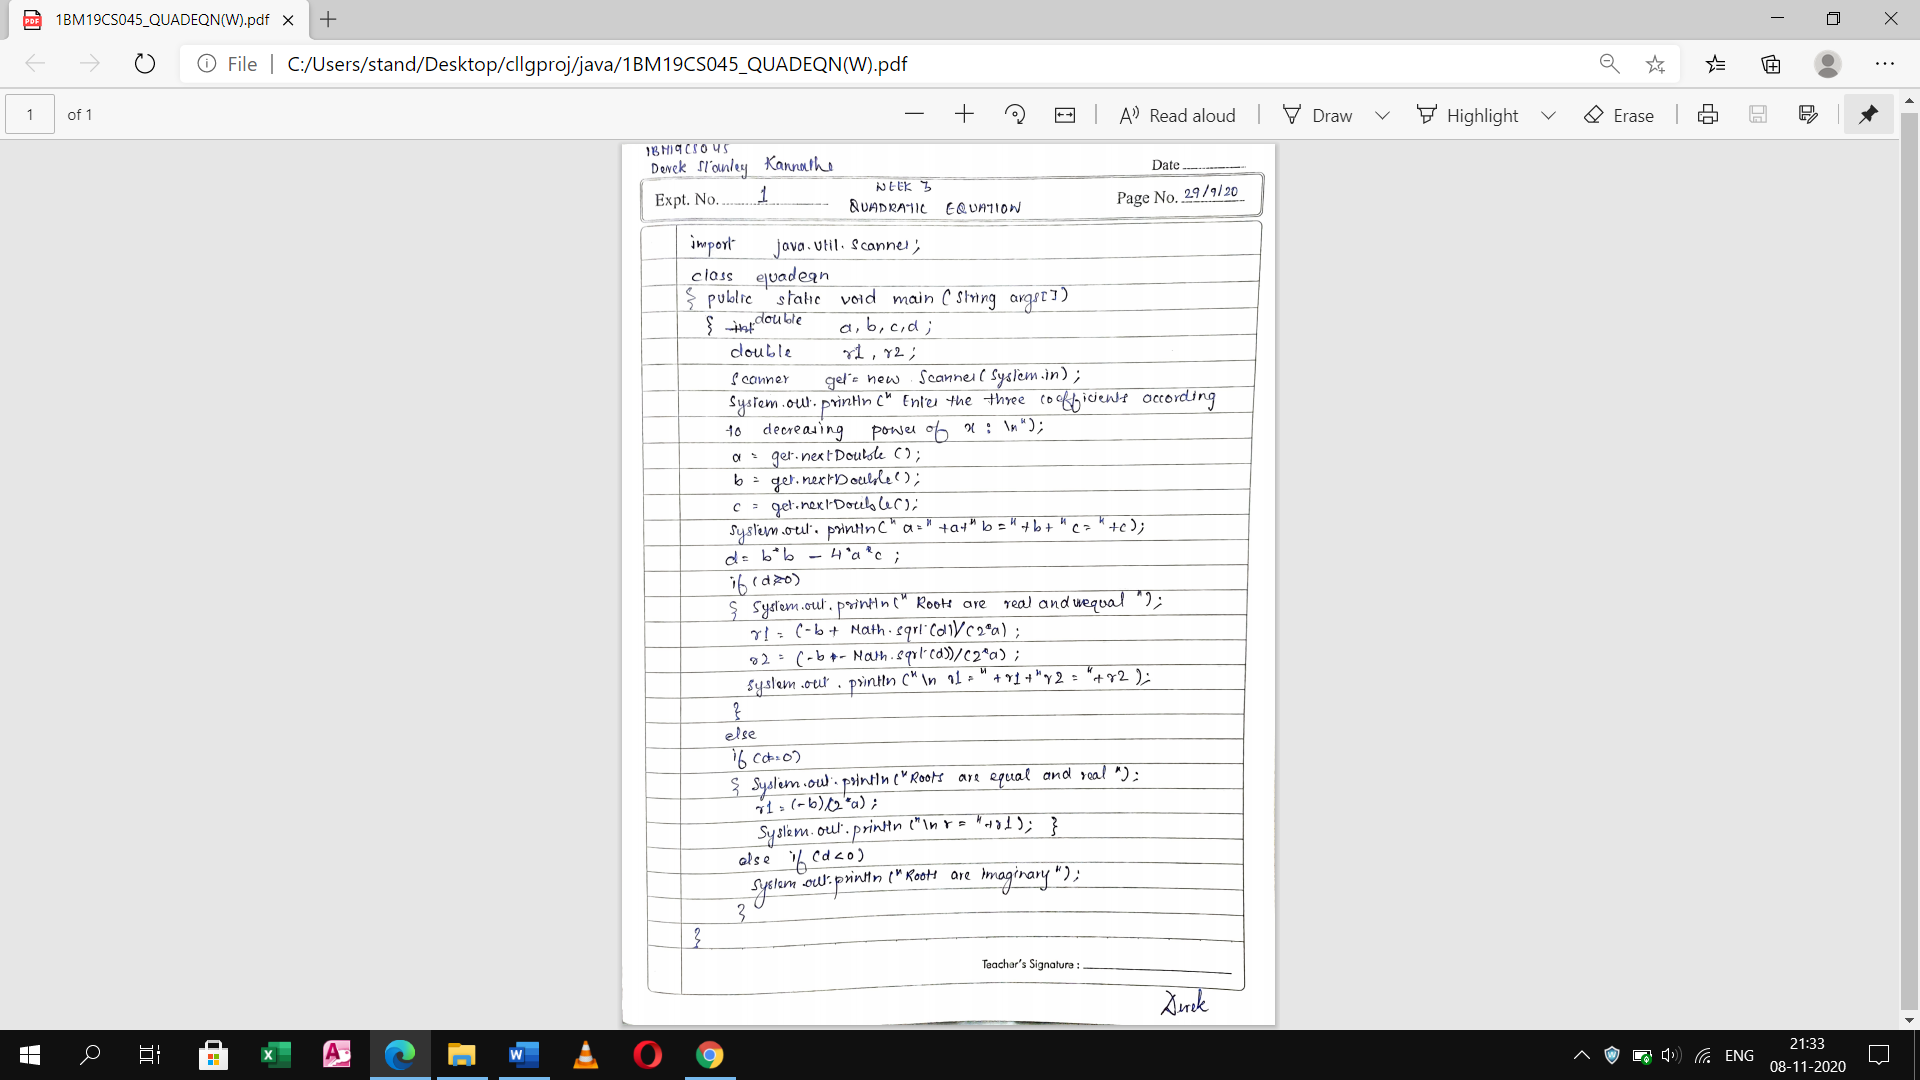 1BM19CS045_QUADEQN(W).pdf
File | C:/Users/stand/Desktop/cllgproj/java/1BM19CS045_QUADEQN(W).pdf
1 of 1 Read aloud Draw Highlight Erase
1BM19CS045
Derek Stanley Kannathe Date
Expt. No. 1 WEEK 3 Page No. 29/9/20
QUADRATIC EQUATION
import java.util.Scanner;
class quadeqn
{ public static void main (String args[])
{ int double a, b, c, d ;
double r1, r2 ;
Scanner get = new Scanner(System.in) ;
System.out.println (" Enter the three coefficients according
to decreasing power of x : \n");
a = get.nextDouble ();
b = get.nextDouble();
c = get.nextDouble();
System.out.println (" a=" +a+" b="+b+" c= "+c);
d= b*b - 4*a*c ;
if (d>0)
{ System.out.println (" Roots are real and unequal ");
r1 = (-b + Math.sqrt(d))/(2*a) ;
r2 = (-b - Math.sqrt(d))/(2*a) ;
System.out.println ("\n r1 = " +r1+"r2 = "+r2 );
}
else
if (d==0)
{ System.out.println ("Roots are equal and real ");
r1 = (-b)/(2*a) ;
System.out.println ("\n r = "+r1); }
else if (d<0)
System.out.println ("Roots are Imaginary");
}
}
Teacher's Signature :
Derek
ENG
21:33
08-11-2020